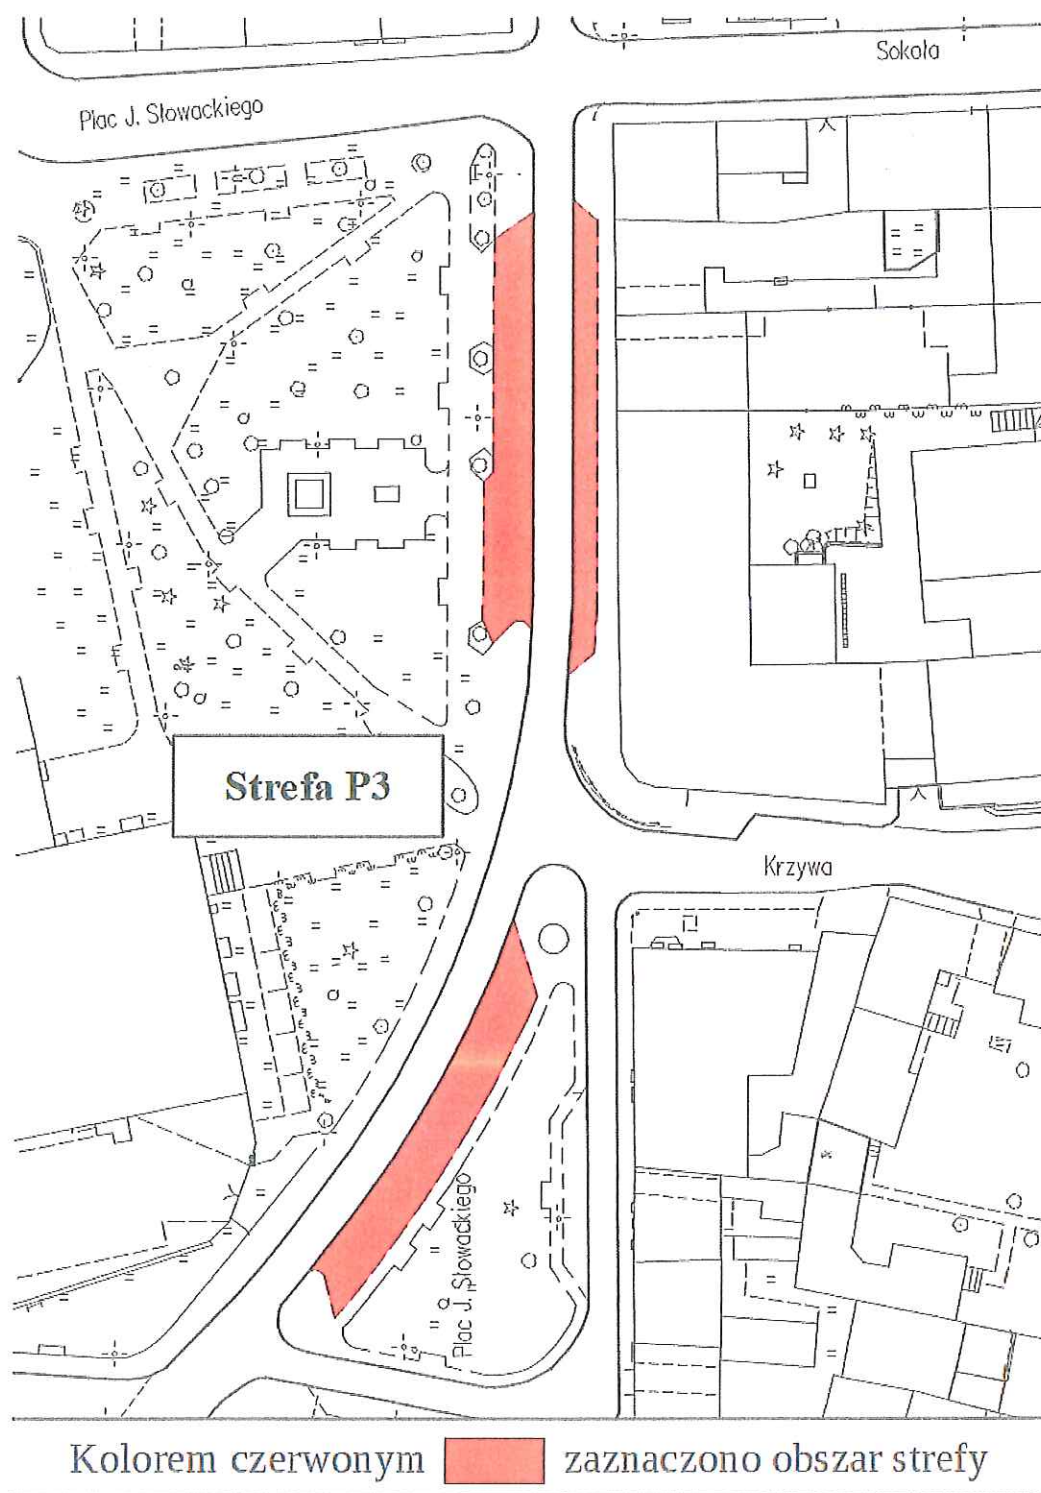 Sokoła
Plac J. Słowackiego
Strefa P3
Krzywa
Plac J. Słowackiego
Kolorem czerwonym zaznaczono obszar strefy